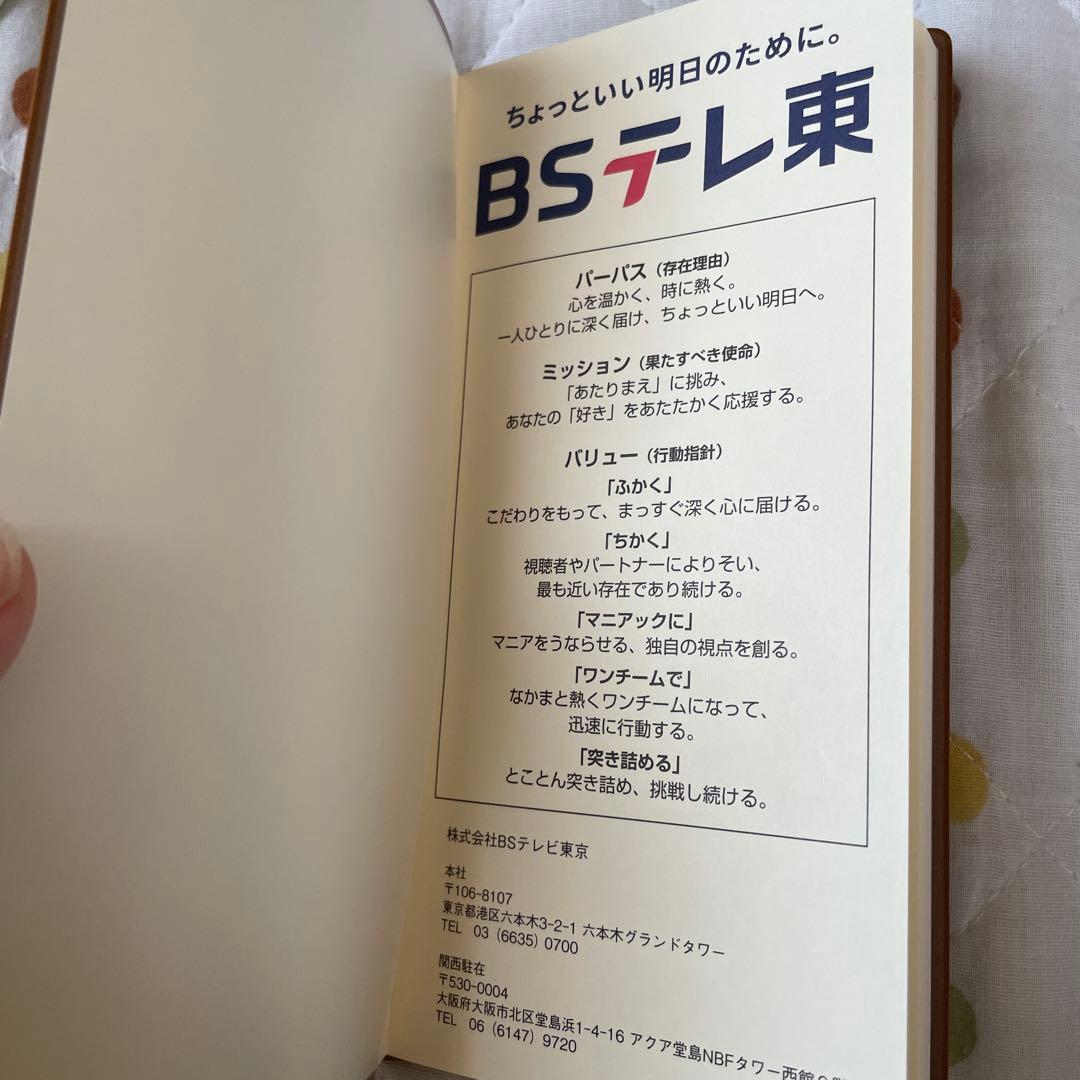 ちょっといい明日のために。
BSテレ東
パーパス（存在理由）
心を温かく、時に熱く。
一人ひとりに深く届け、ちょっといい明日へ。
ミッション（果たすべき使命）
「あたりまえ」に挑み、
あなたの「好き」をあたたかく応援する。
バリュー（行動指針）
「ふかく」
こだわりをもって、まっすぐ深く心に届ける。
「ちかく」
視聴者やパートナーによりそい、
最も近い存在であり続ける。
「マニアックに」
マニアをうならせる、独自の視点を創る。
「ワンチームで」
なかまと熱くワンチームになって、
迅速に行動する。
「突き詰める」
とことん突き詰め、挑戦し続ける。
株式会社BSテレビ東京
本社
〒106-8107
東京都港区六本木3-2-1 六本木グランドタワー
TEL 03（6635）0700
関西駐在
〒530-0004
大阪府大阪市北区堂島浜1-4-16 アクア堂島NBFタワー西館
TEL 06（6147）9720